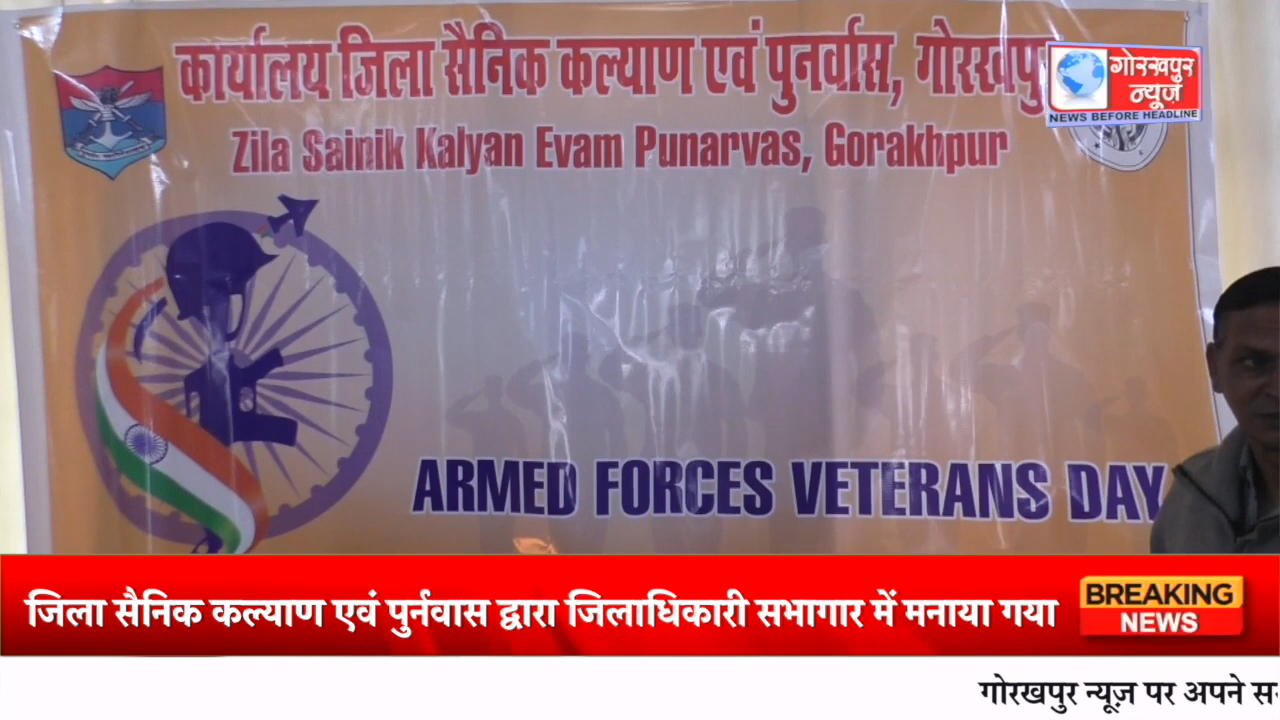 कार्यालय जिला सैनिक कल्याण एवं पुनर्वास, गोरखपु
Zila Sainik Kalyan Evam Punarvas, Gorakhpur
गोरखपुर
न्यूज़
NEWS BEFORE HEADLINE
ARMED FORCES VETERANS DAY
जिला सैनिक कल्याण एवं पुर्नवास द्वारा जिलाधिकारी सभागार में मनाया गया
BREAKING
NEWS
गोरखपुर न्यूज़ पर अपने